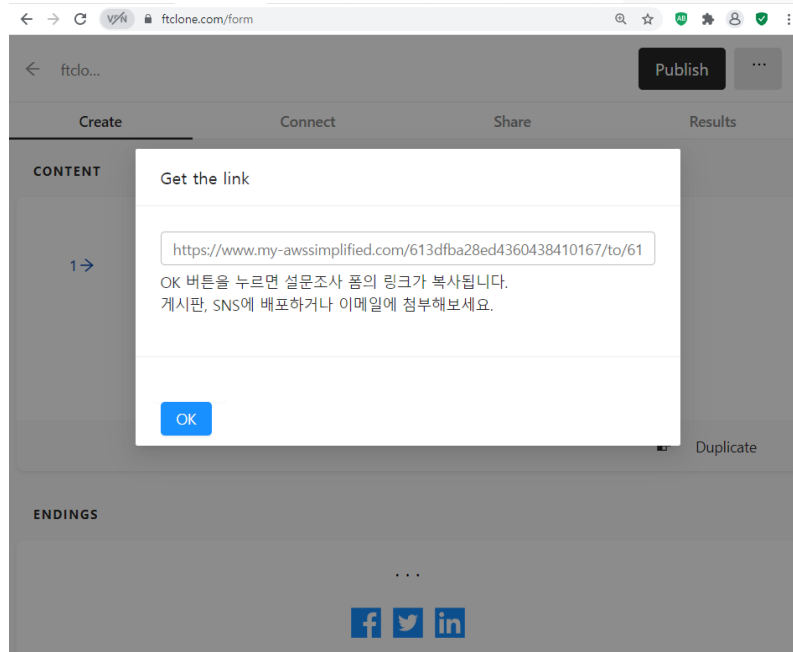 VPN ftclone.com/form
ftclo...
Publish ...
Create Connect Share Results
CONTENT
Get the link
https://www.my-awssimplified.com/613dfba28ed4360438410167/to/61
1
OK 버튼을 누르면 설문조사 폼의 링크가 복사됩니다.
게시판, SNS에 배포하거나 이메일에 첨부해보세요.
OK
Duplicate
ENDINGS
...
f in